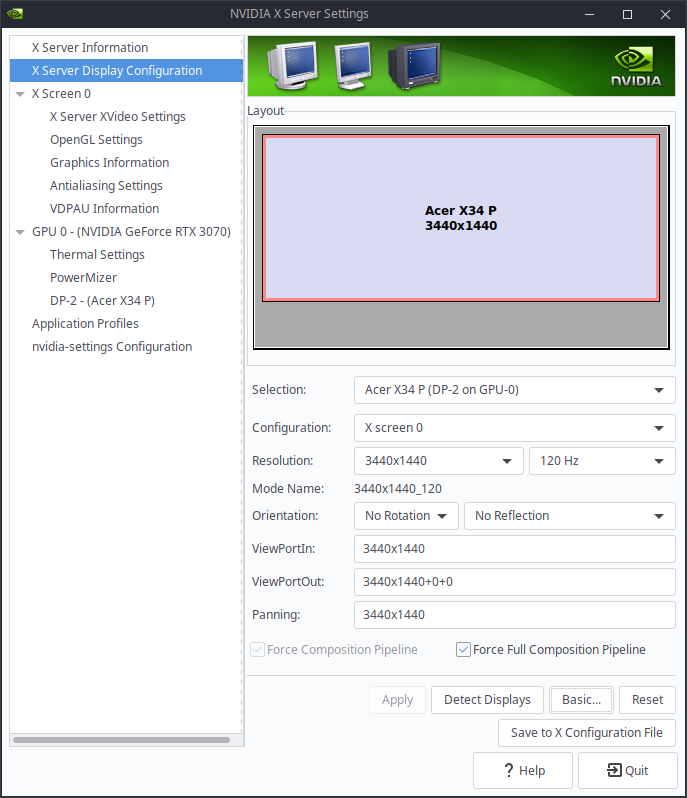 NVIDIA X Server Settings
X Server Information
X Server Display Configuration
X Screen 0
X Server XVideo Settings
OpenGL Settings
Graphics Information
Antialiasing Settings
VDPAU Information
GPU 0 - (NVIDIA GeForce RTX 3070)
Thermal Settings
PowerMizer
DP-2 - (Acer X34 P)
Application Profiles
nvidia-settings Configuration
NVIDIA
Layout
Acer X34 P
3440x1440
Selection: Acer X34 P (DP-2 on GPU-0)
Configuration: X screen 0
Resolution: 3440x1440 120 Hz
Mode Name: 3440x1440_120
Orientation: No Rotation No Reflection
ViewPortIn: 3440x1440
ViewPortOut: 3440x1440+0+0
Panning: 3440x1440
Force Composition Pipeline Force Full Composition Pipeline
Apply Detect Displays Basic... Reset
Save to X Configuration File
? Help Quit